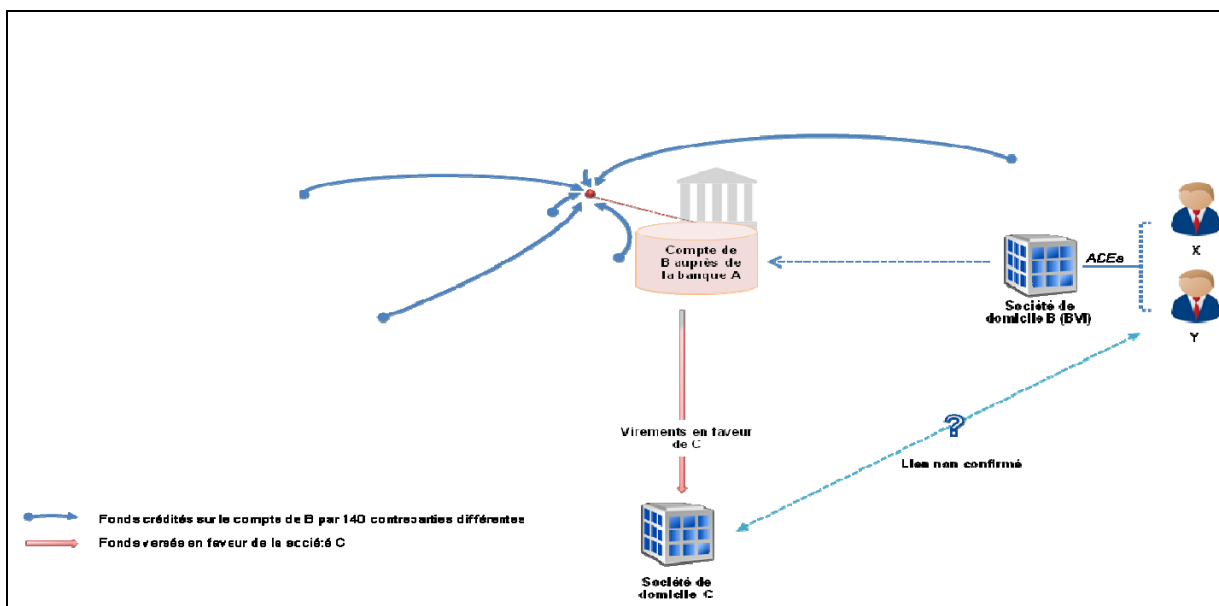 Compte de
B auprès de
la banque A
ACEs
X
Société de
domicile B (BVI)
Y
Virements en faveur
de C
?
Lien non confirmé
Fonds crédités sur le compte de B par 140 contreparties différentes
Fonds versés en faveur de la société C
Société de
domicile C